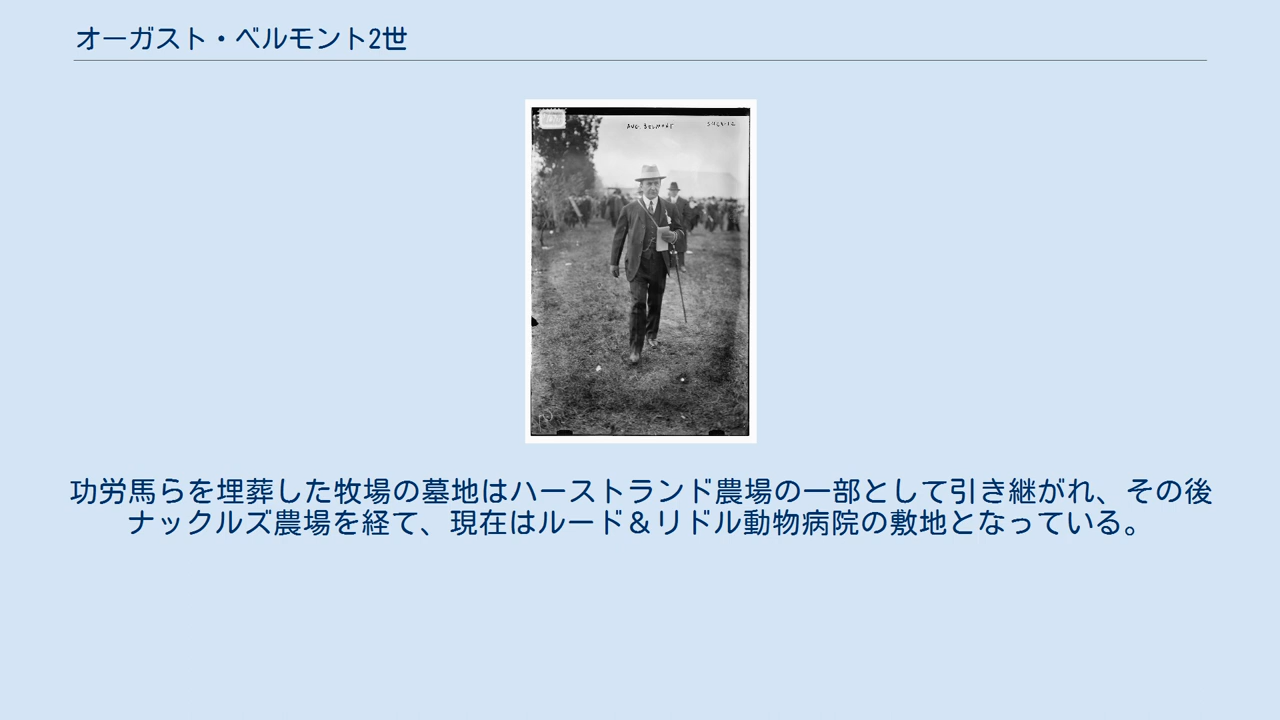 オーガスト・ベルモント2世
AUG. BELMONT
功労馬らを埋葬した牧場の墓地はハーストランド農場の一部として引き継がれ、その後
ナックルズ農場を経て、現在はルード＆リドル動物病院の敷地となっている。